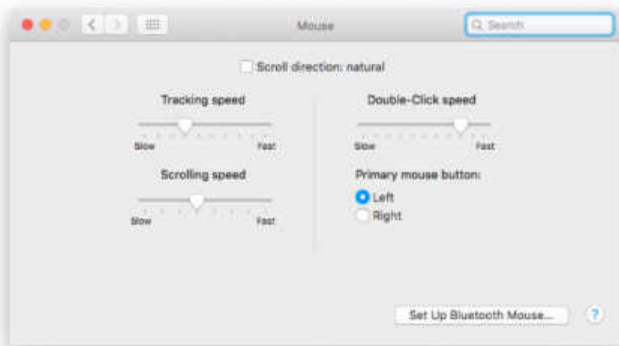 Mouse
Search
Scroll direction: natural
Tracking speed
Slow
Fast
Scrolling speed
Slow
Fast
Double-Click speed
Slow
Fast
Primary mouse button:
Left
Right
Set Up Bluetooth Mouse...
?